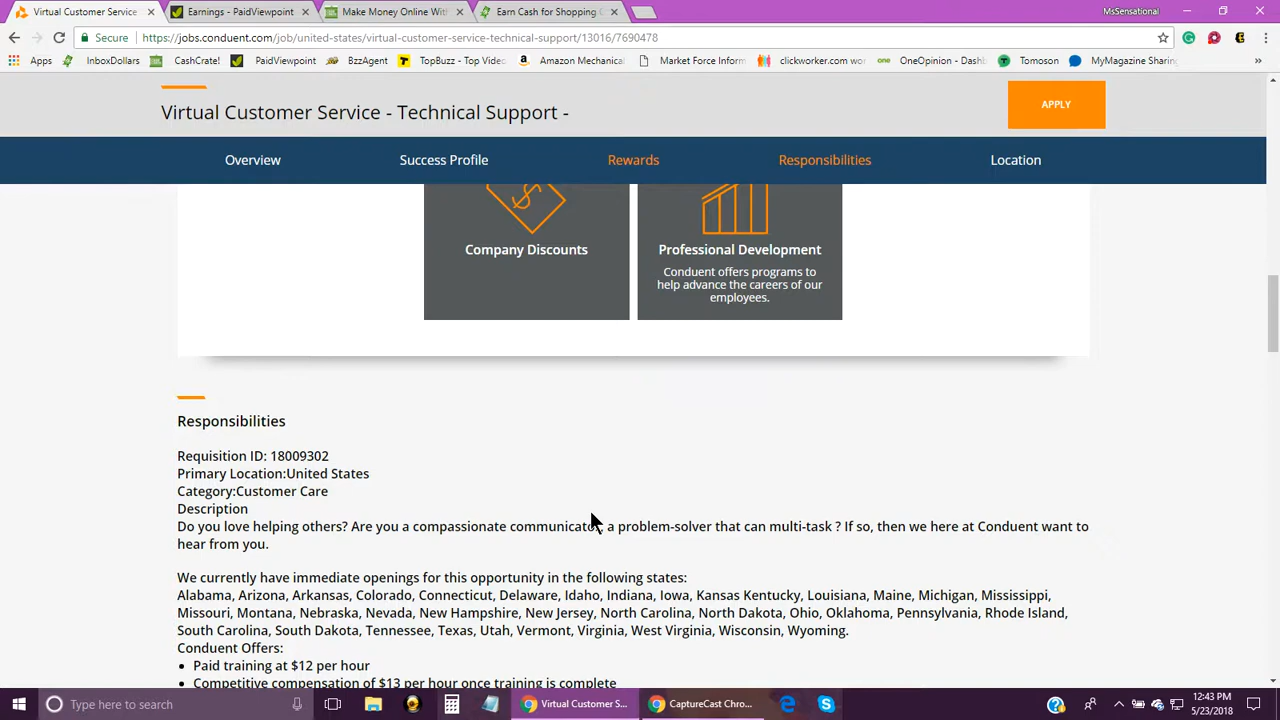 Virtual Customer Service
Earnings - PaidViewpoint
Make Money Online With
Earn Cash for Shopping G
MsSensational
Secure
https://jobs.conduent.com/job/united-states/virtual-customer-service-technical-support/13016/7690478
Apps
InboxDollars
CashCrate!
PaidViewpoint
BzzAgent
TopBuzz - Top Video
Amazon Mechanical
Market Force Inform
clickworker.com wor
OneOpinion - Dashb
Tomoson
MyMagazine Sharing
Virtual Customer Service - Technical Support -
APPLY
Overview
Success Profile
Rewards
Responsibilities
Location
Company Discounts
Professional Development
Conduent offers programs to
help advance the careers of our
employees.
Responsibilities
Requisition ID: 18009302
Primary Location:United States
Category:Customer Care
Description
Do you love helping others? Are you a compassionate communicator, a problem-solver that can multi-task ? If so, then we here at Conduent want to
hear from you.
We currently have immediate openings for this opportunity in the following states:
Alabama, Arizona, Arkansas, Colorado, Connecticut, Delaware, Idaho, Indiana, Iowa, Kansas Kentucky, Louisiana, Maine, Michigan, Mississippi,
Missouri, Montana, Nebraska, Nevada, New Hampshire, New Jersey, North Carolina, North Dakota, Ohio, Oklahoma, Pennsylvania, Rhode Island,
South Carolina, South Dakota, Tennessee, Texas, Utah, Vermont, Virginia, West Virginia, Wisconsin, Wyoming.
Conduent Offers:
• Paid training at $12 per hour
• Competitive compensation of $13 per hour once training is complete
Type here to search
Virtual Customer S...
CaptureCast Chro...
12:43 PM
5/23/2018